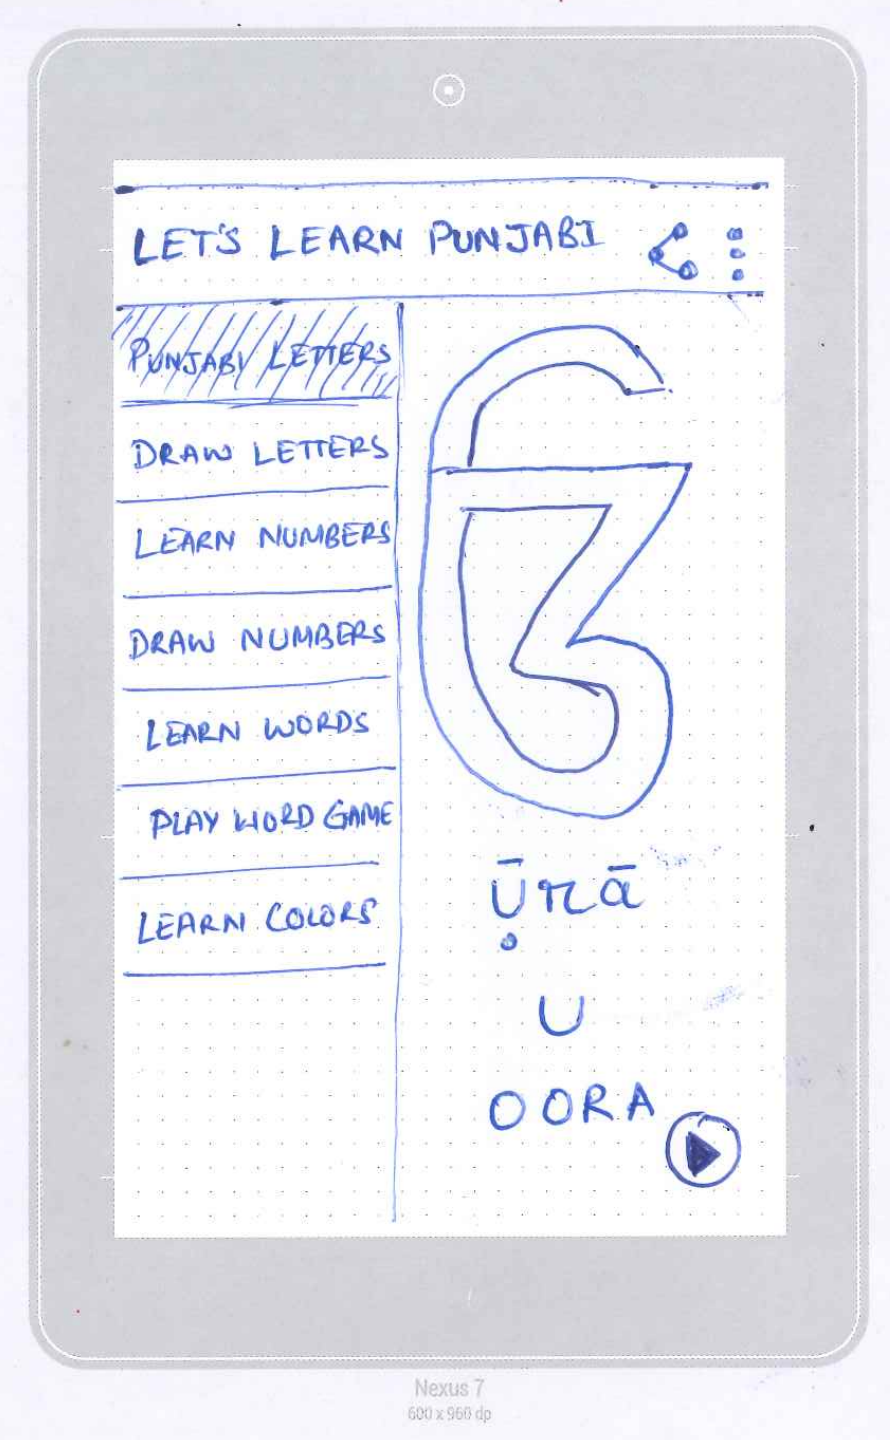 LET'S LEARN PUNJABI
PUNJABI LETTERS
DRAW LETTERS
LEARN NUMBERS
DRAW NUMBERS
LEARN WORDS
PLAY WORD GAME
LEARN COLORS
ੳ
Ụ̄ṛā
U
OORA
Nexus 7
600 x 960 dp